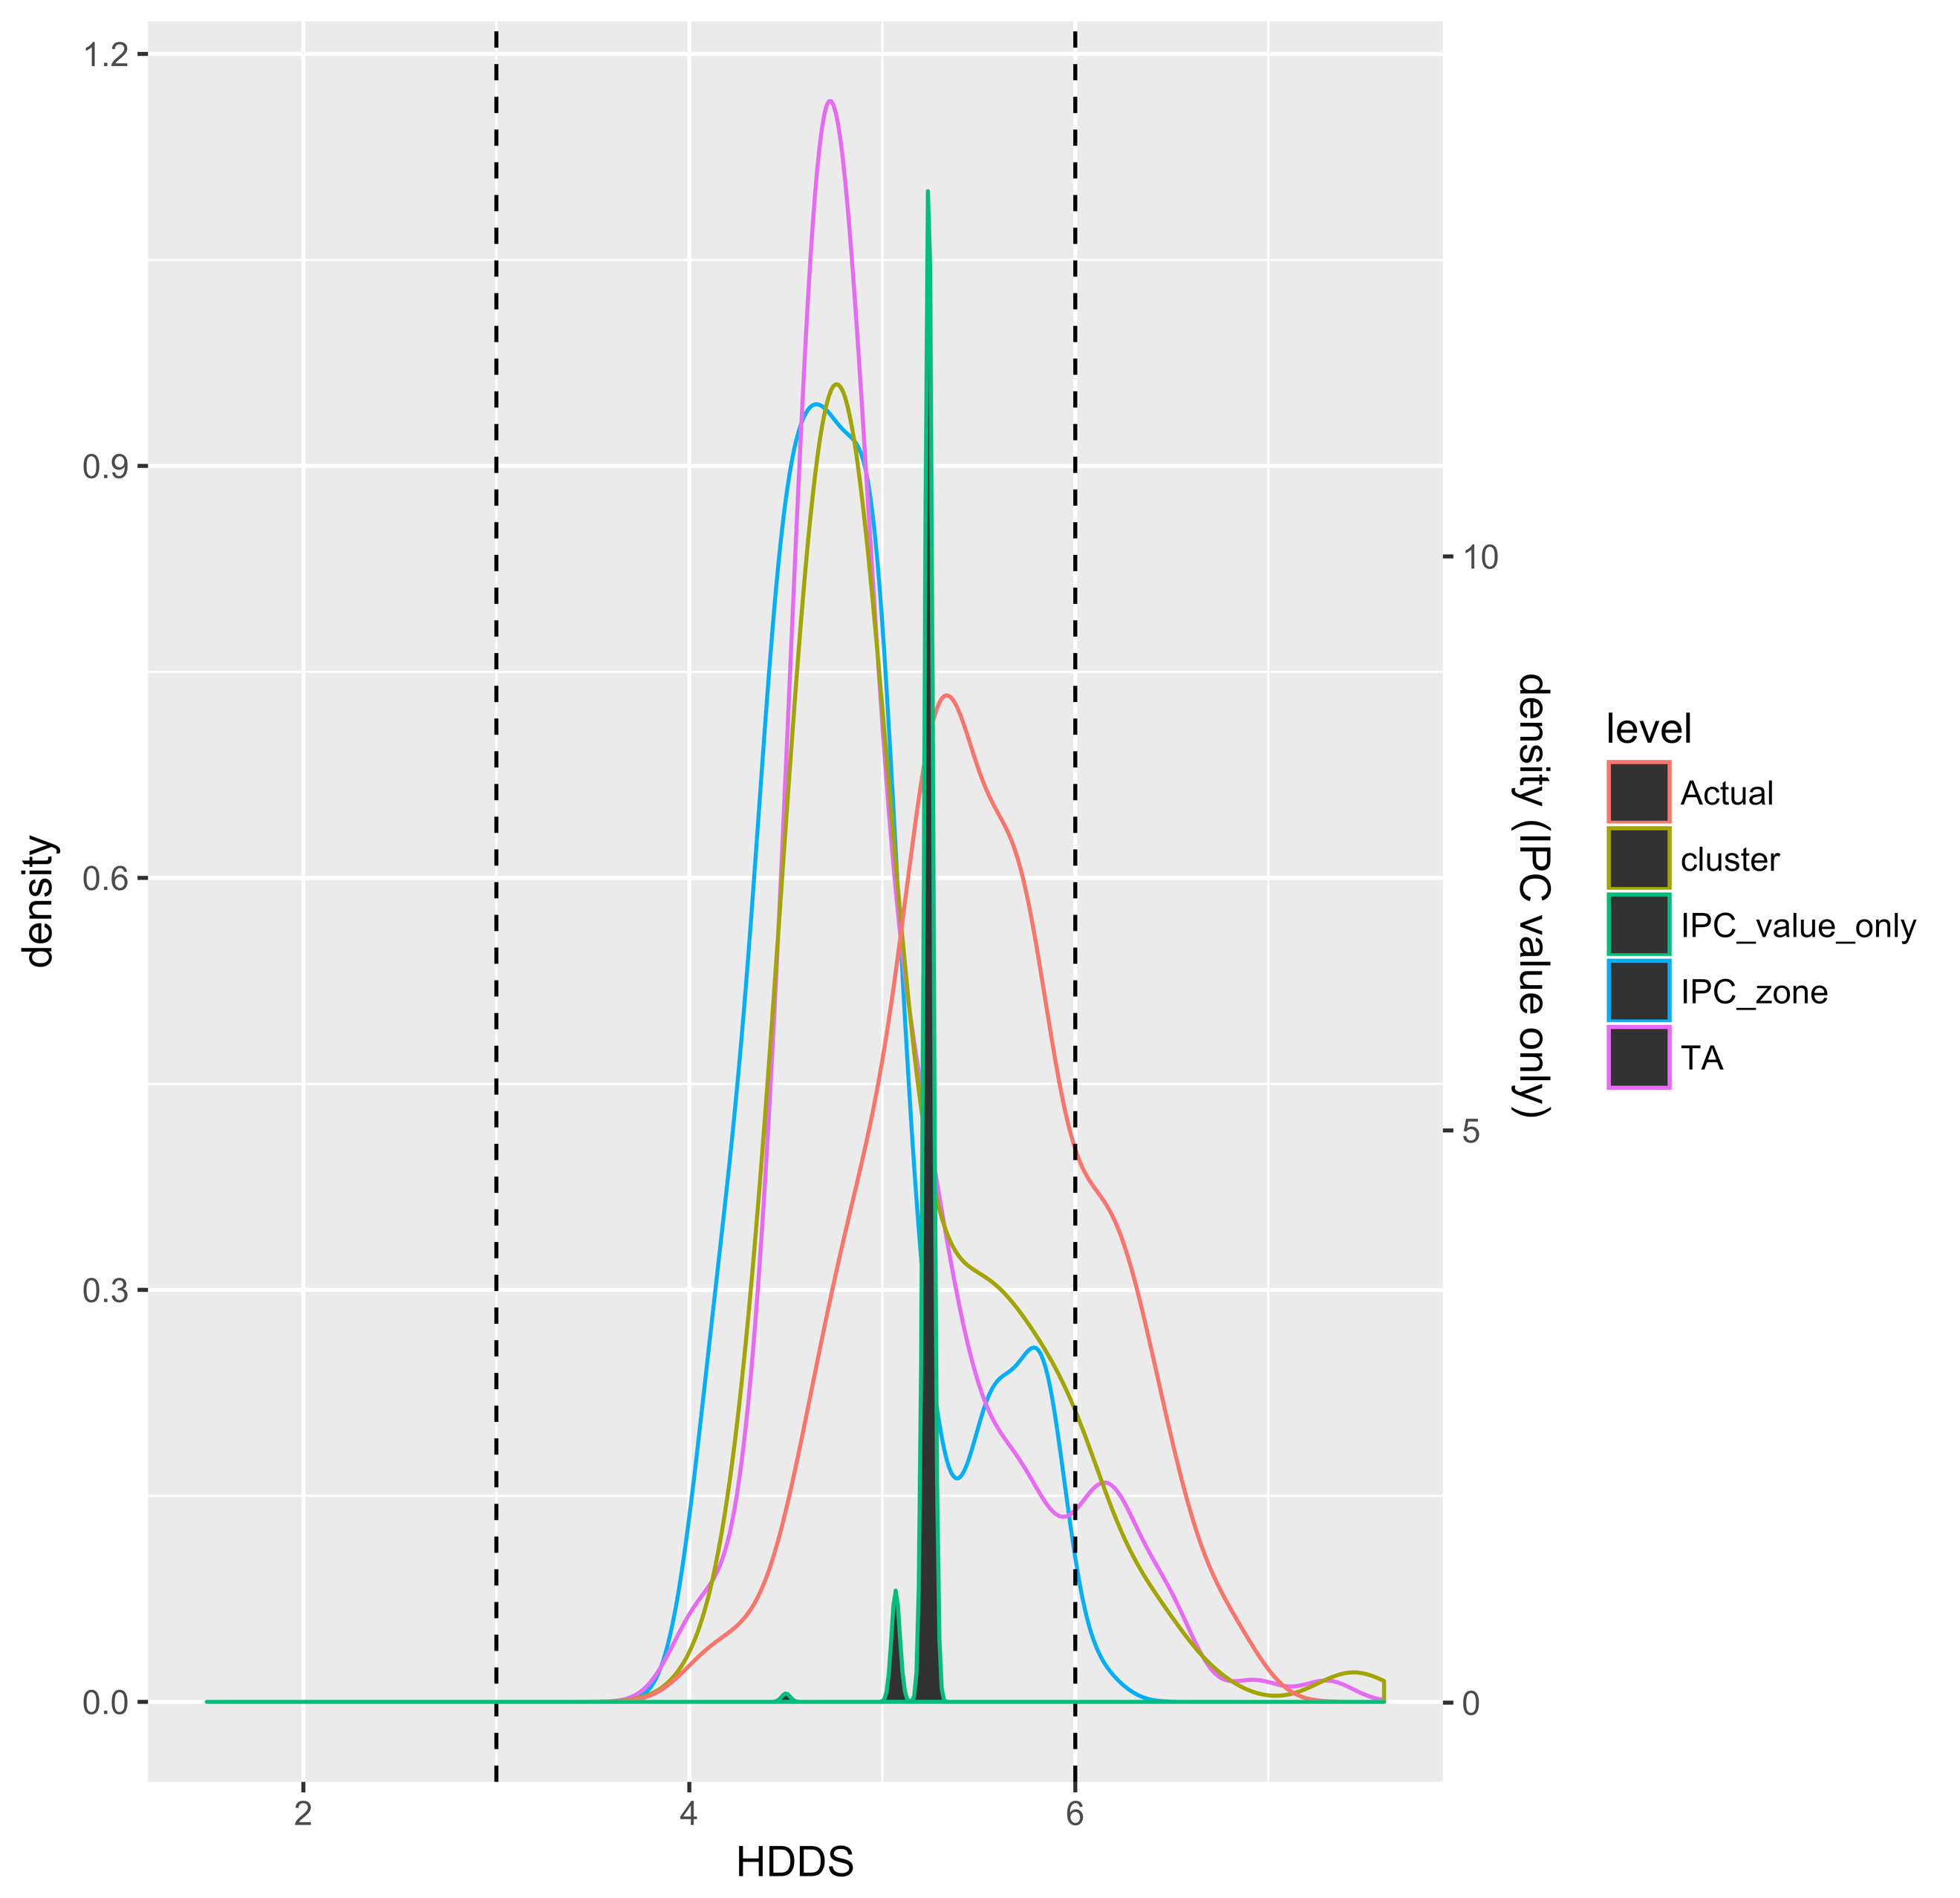 1.2
0.9
0.6
0.3
0.0
density
2
4
6
HDDS
10
5
0
density (IPC value only)
level
Actual
cluster
IPC_value_only
IPC_zone
TA